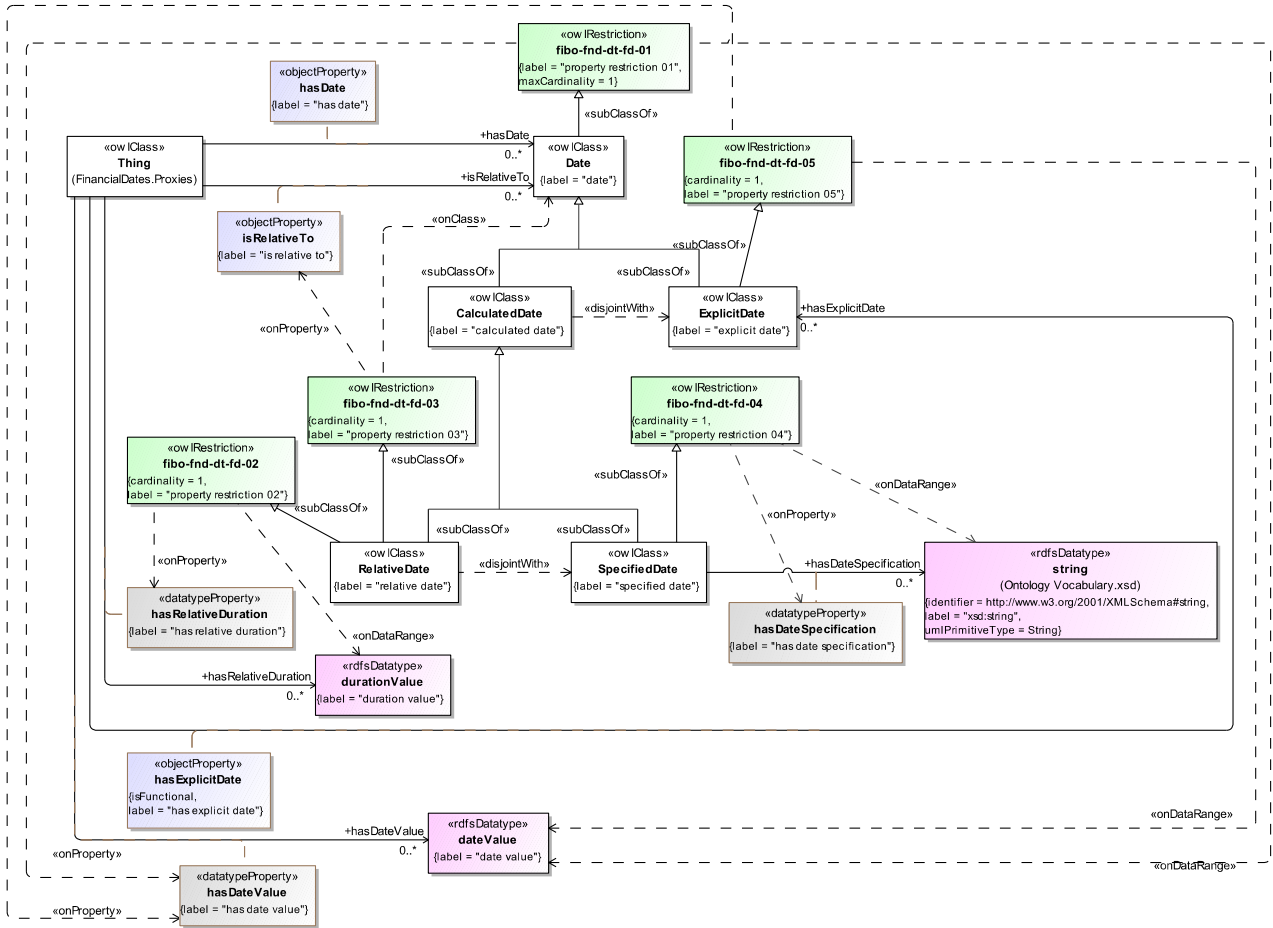 «owlRestriction»
fibo-fnd-dt-fd-01
{label = "property restriction 01",
maxCardinality = 1}
«objectProperty»
hasDate
{label = "has date"}
«subClassOf»
«owlClass»
Thing
(FinancialDates.Proxies)
+hasDate
0..*
+isRelativeTo
0..*
«owlClass»
Date
{label = "date"}
«owlRestriction»
fibo-fnd-dt-fd-05
{cardinality = 1,
label = "property restriction 05"}
«objectProperty»
isRelativeTo
{label = "is relative to"}
«onClass»
«subClassOf»
«subClassOf»
«subClassOf»
«owlClass»
CalculatedDate
{label = "calculated date"}
«disjointWith»
«owlClass»
ExplicitDate
{label = "explicit date"}
+hasExplicitDate
0..*
«onProperty»
«owlRestriction»
fibo-fnd-dt-fd-03
{cardinality = 1,
label = "property restriction 03"}
«owlRestriction»
fibo-fnd-dt-fd-04
{cardinality = 1,
label = "property restriction 04"}
«owlRestriction»
fibo-fnd-dt-fd-02
{cardinality = 1,
label = "property restriction 02"}
«subClassOf»
«subClassOf»
«onDataRange»
«subClassOf»
«onProperty»
«subClassOf»
«subClassOf»
«owlClass»
RelativeDate
{label = "relative date"}
«disjointWith»
«owlClass»
SpecifiedDate
{label = "specified date"}
+hasDateSpecification
0..*
«rdfsDatatype»
string
(Ontology Vocabulary.xsd)
{identifier = http://www.w3.org/2001/XMLSchema#string,
label = "xsd:string",
umlPrimitiveType = String}
«onProperty»
«datatypeProperty»
hasRelativeDuration
{label = "has relative duration"}
«onDataRange»
«datatypeProperty»
hasDateSpecification
{label = "has date specification"}
+hasRelativeDuration
0..*
«rdfsDatatype»
durationValue
{label = "duration value"}
«objectProperty»
hasExplicitDate
{isFunctional,
label = "has explicit date"}
+hasDateValue
0..*
«rdfsDatatype»
dateValue
{label = "date value"}
«onDataRange»
«onDataRange»
«onProperty»
«datatypeProperty»
hasDateValue
{label = "has date value"}
«onProperty»